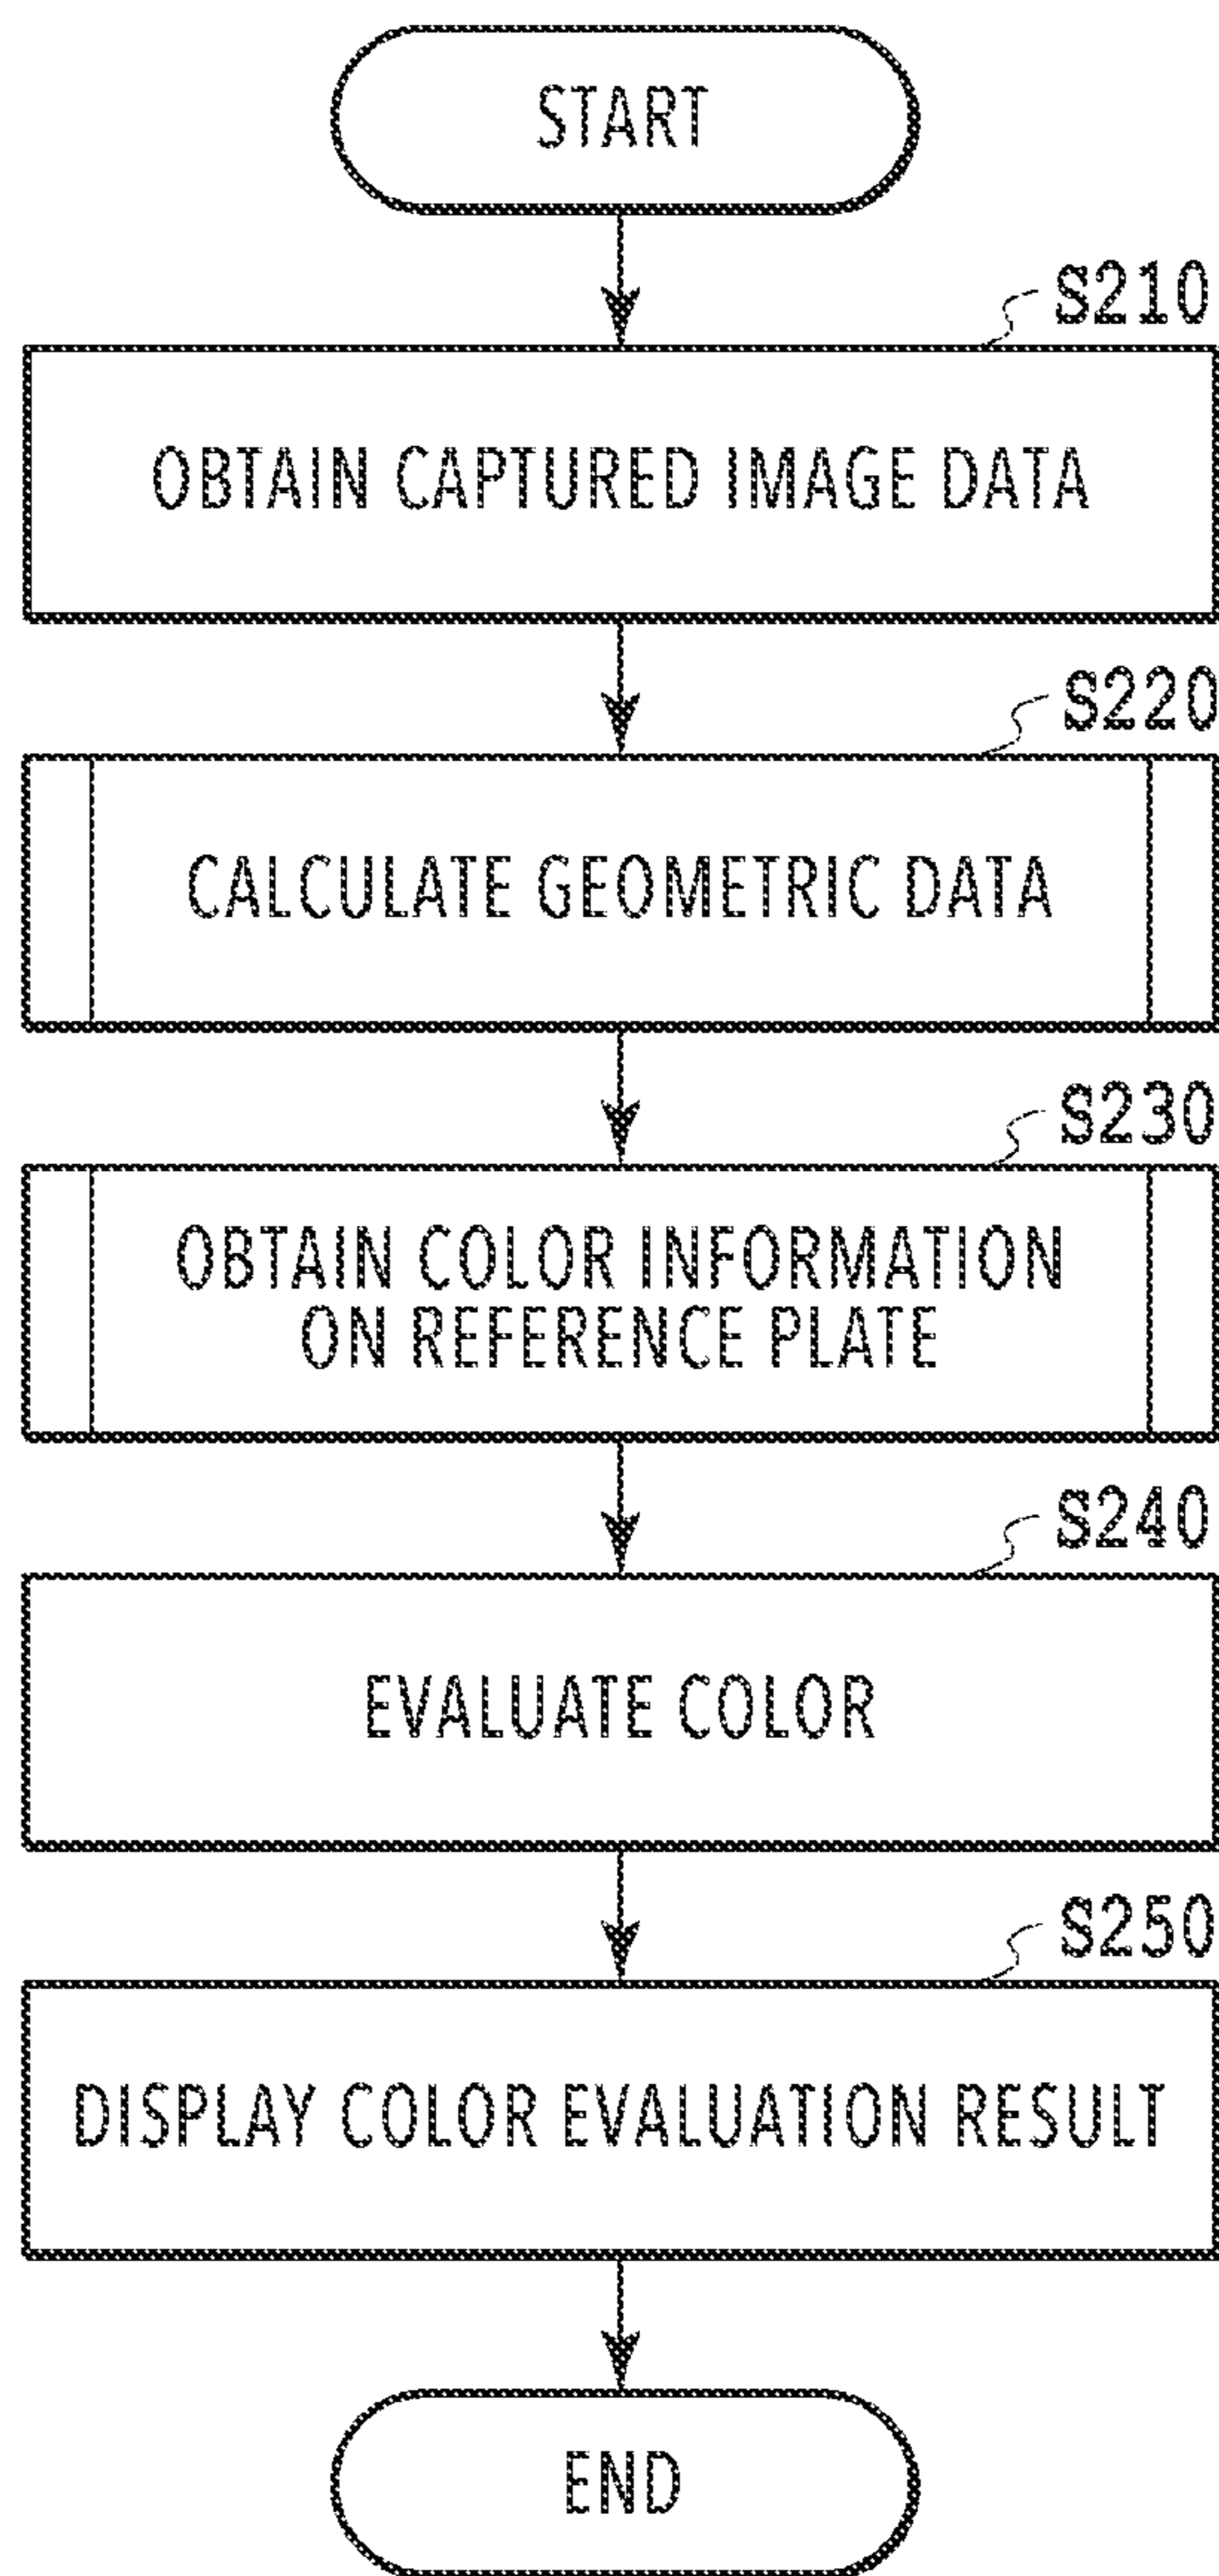 START
S210
OBTAIN CAPTURED IMAGE DATA
S220
CALCULATE GEOMETRIC DATA
S230
OBTAIN COLOR INFORMATION
ON REFERENCE PLATE
S240
EVALUATE COLOR
S250
DISPLAY COLOR EVALUATION RESULT
END